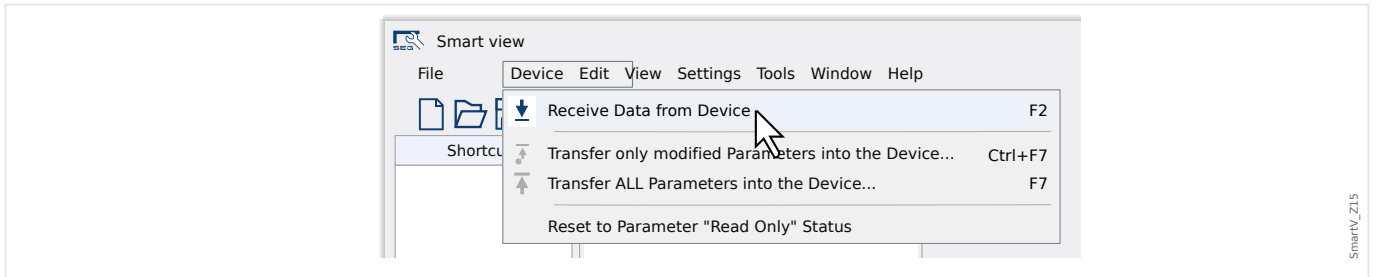 SEG Smart view
File Device Edit View Settings Tools Window Help
Receive Data from Device F2
Shortcu
Transfer only modified Parameters into the Device... Ctrl+F7
Transfer ALL Parameters into the Device... F7
Reset to Parameter "Read Only" Status
SmartV_Z15